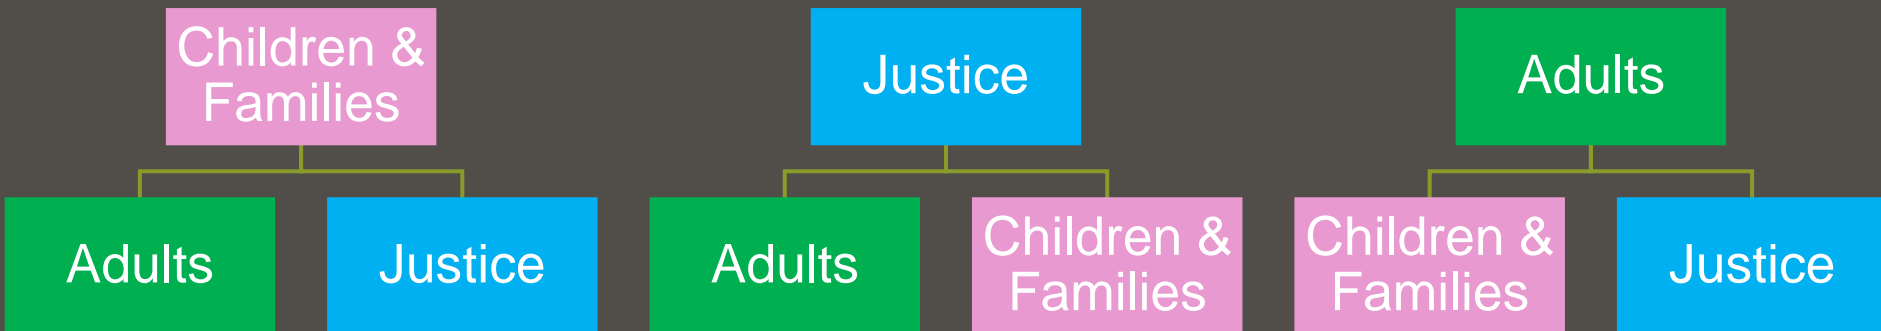 Children &
Families
Justice
Adults
Adults
Justice
Adults
Children &
Families
Children &
Families
Justice